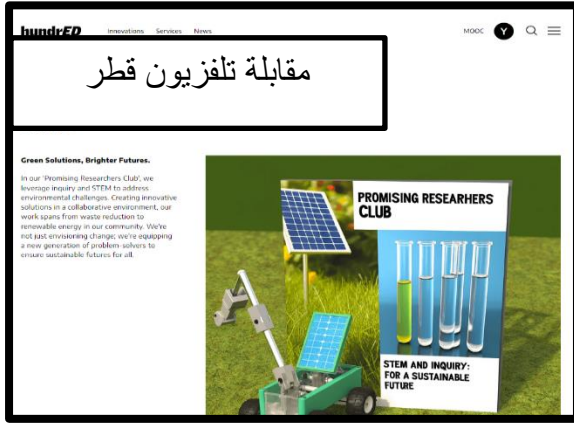 hundrED
Innovations Services News
MOOC Y
مقابلة تلفزيون قطر
Green Solutions, Brighter Futures.
In our 'Promising Researchers Club', we
leverage inquiry and STEM to address
environmental challenges. Creating innovative
solutions in a collaborative environment, our
work spans from waste reduction to
renewable energy in our community. We're
not just envisioning change; we're equipping
a new generation of problem-solvers to
ensure sustainable futures for all.
PROMISING RESEARHERS
CLUB
STEM AND INQUIRY:
FOR A SUSTAINABLE
FUTURE